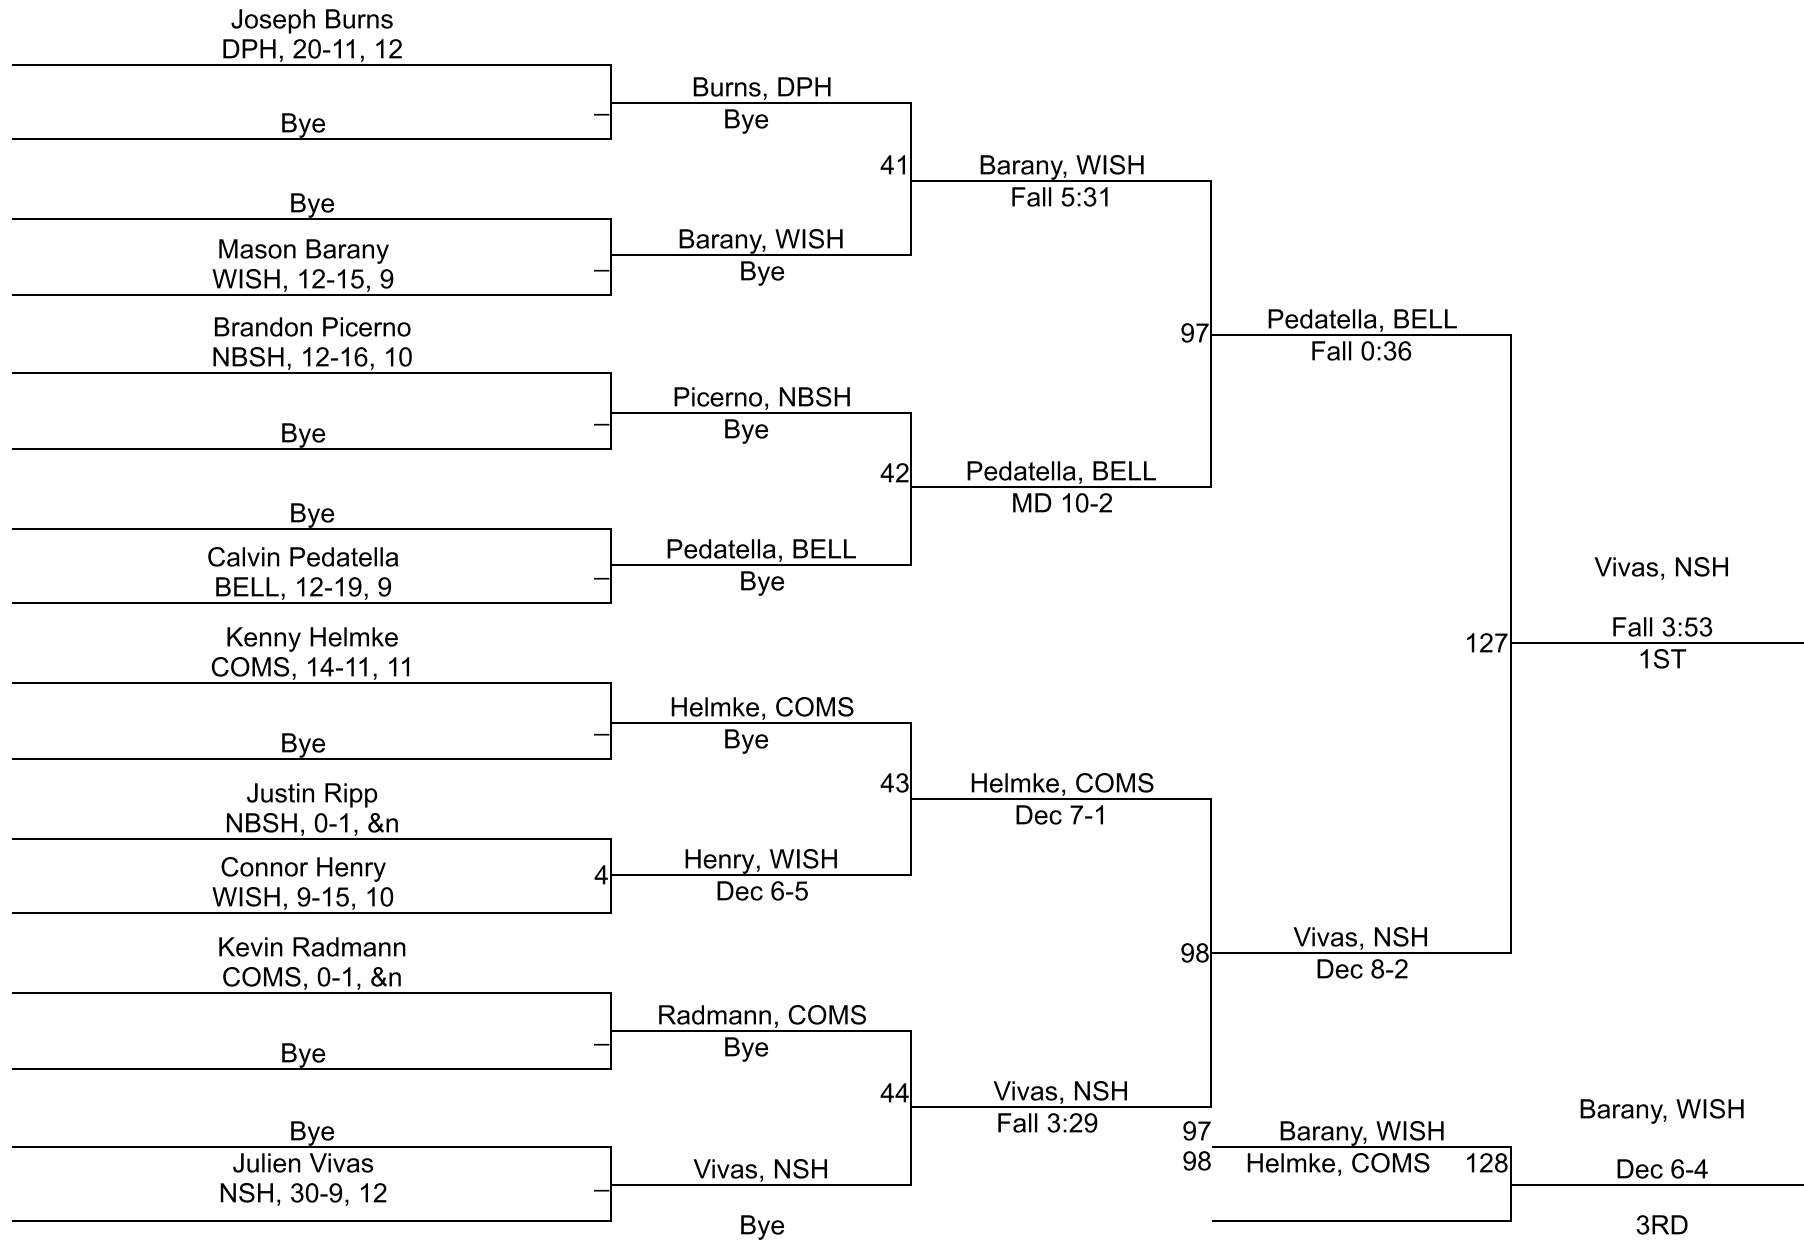 Joseph Burns
DPH, 20-11, 12
Bye
Burns, DPH
Bye
Bye
Mason Barany
WISH, 12-15, 9
Barany, WISH
Bye
41
Barany, WISH
Fall 5:31
Brandon Picerno
NBSH, 12-16, 10
Bye
Picerno, NBSH
Bye
Bye
Calvin Pedatella
BELL, 12-19, 9
Pedatella, BELL
Bye
42
Pedatella, BELL
MD 10-2
97
Pedatella, BELL
Fall 0:36
Kenny Helmke
COMS, 14-11, 11
Bye
Helmke, COMS
Bye
Justin Ripp
NBSH, 0-1, &n
Connor Henry
WISH, 9-15, 10
4
Henry, WISH
Dec 6-5
43
Helmke, COMS
Dec 7-1
Kevin Radmann
COMS, 0-1, &n
Bye
Radmann, COMS
Bye
Bye
Julien Vivas
NSH, 30-9, 12
Vivas, NSH
Bye
44
Vivas, NSH
Fall 3:29
98
Vivas, NSH
Dec 8-2
127
Vivas, NSH
Fall 3:53
1ST
97
Barany, WISH
98
Helmke, COMS
128
Barany, WISH
Dec 6-4
3RD